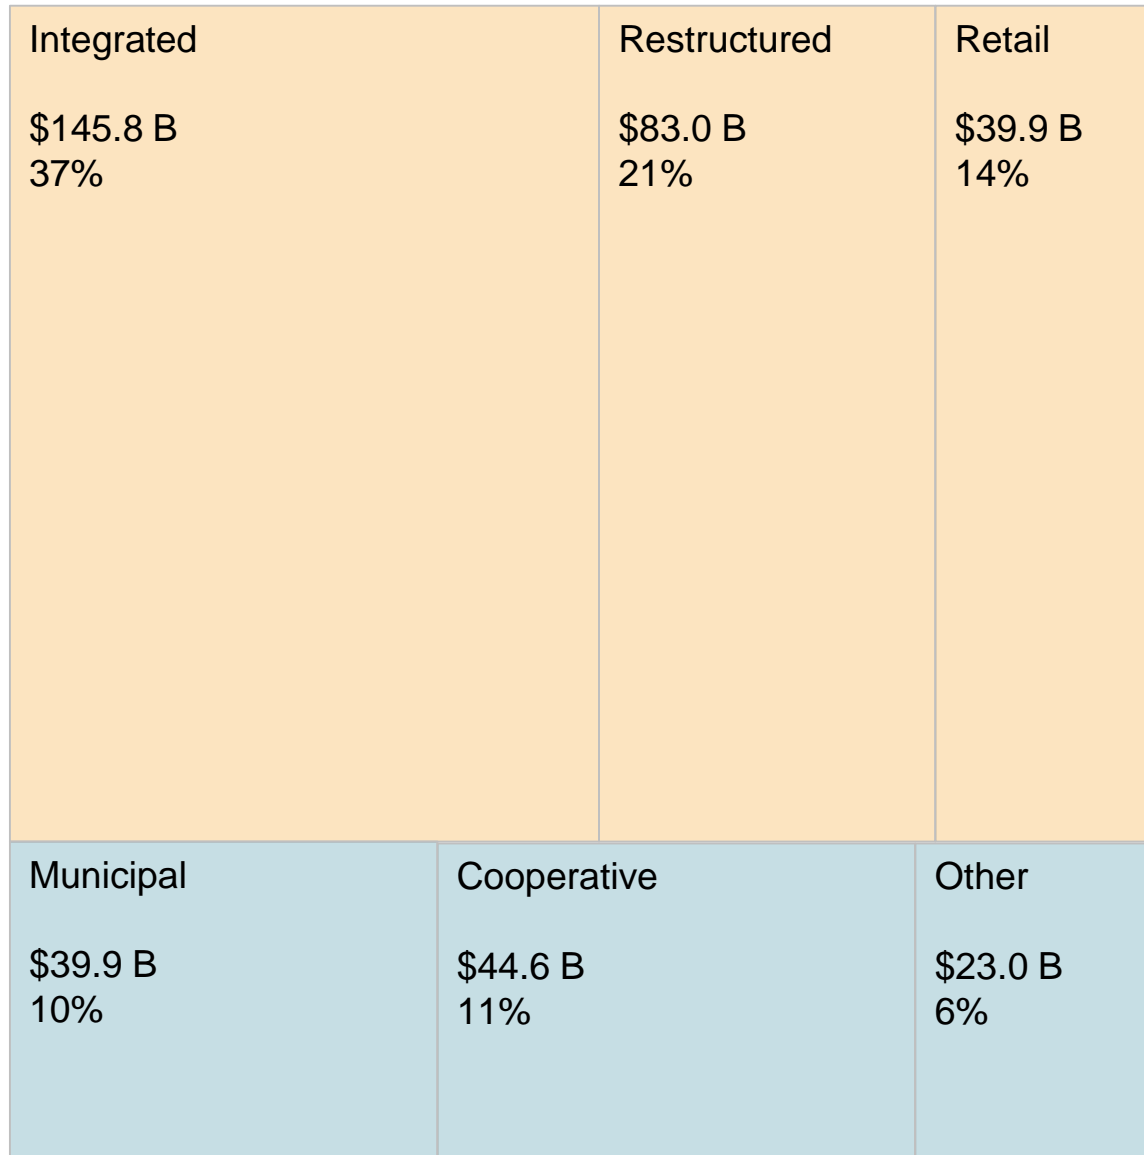 Integrated
$145.8 B
37%
Restructured
$83.0 B
21%
Retail
$39.9 B
14%
Municipal
$39.9 B
10%
Cooperative
$44.6 B
11%
Other
$23.0 B
6%